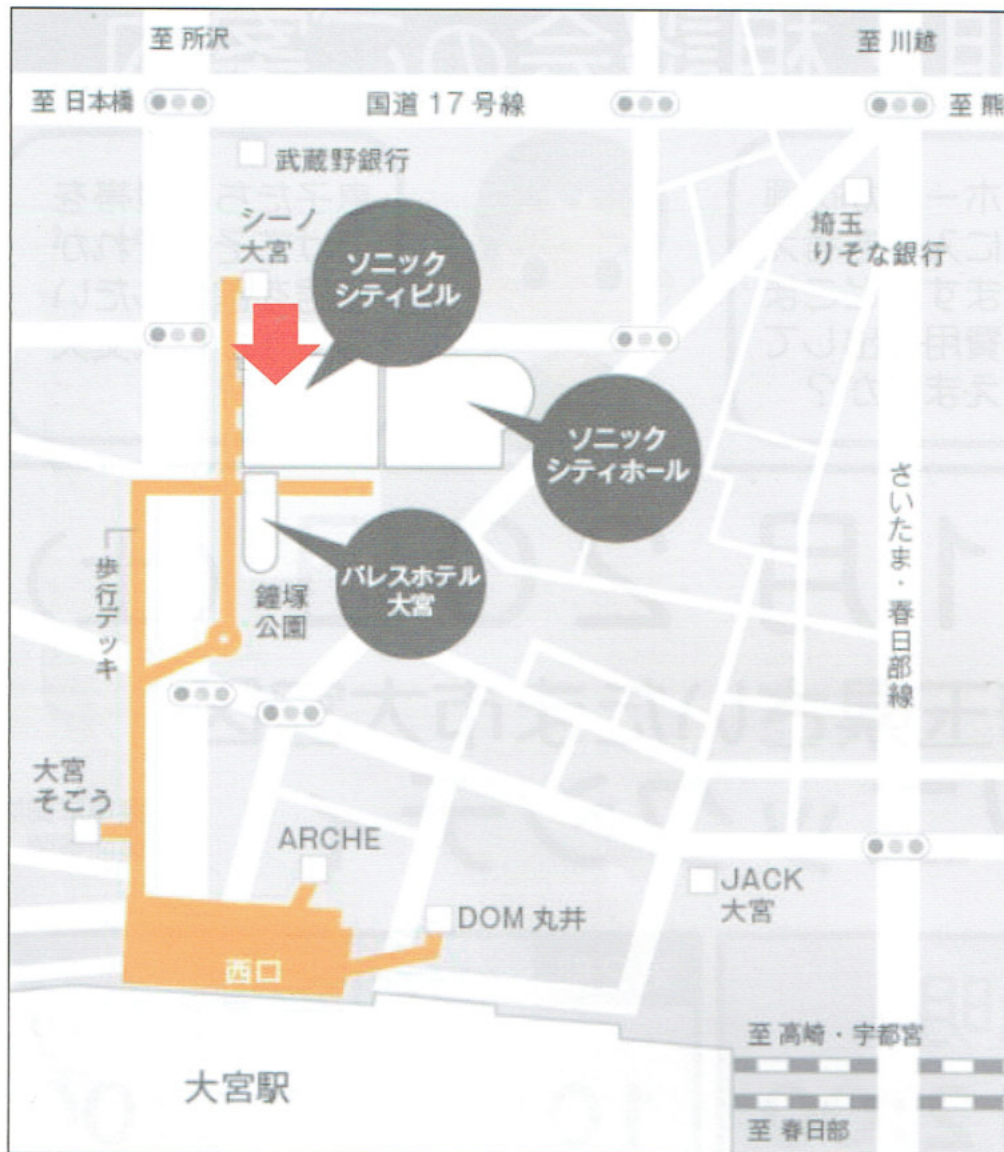 至 所沢
至 川越
至 日本橋
国道 17 号線
至 熊
武蔵野銀行
シーノ
大宮
ソニック
シティビル
埼玉
りそな銀行
ソニック
シティホール
さいたま・春日部線
パレスホテル
大宮
鐘塚
公園
歩行デッキ
大宮
そごう
ARCHE
JACK
大宮
DOM 丸井
西口
至 高崎・宇都宮
大宮駅
至 春日部